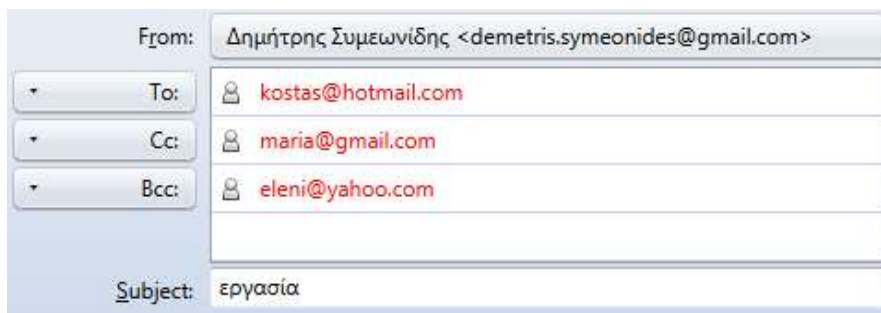 From: Δημήτρης Συμεωνίδης <demetris.symeonides@gmail.com>
To: kostas@hotmail.com
Cc: maria@gmail.com
Bcc: eleni@yahoo.com
Subject: εργασία